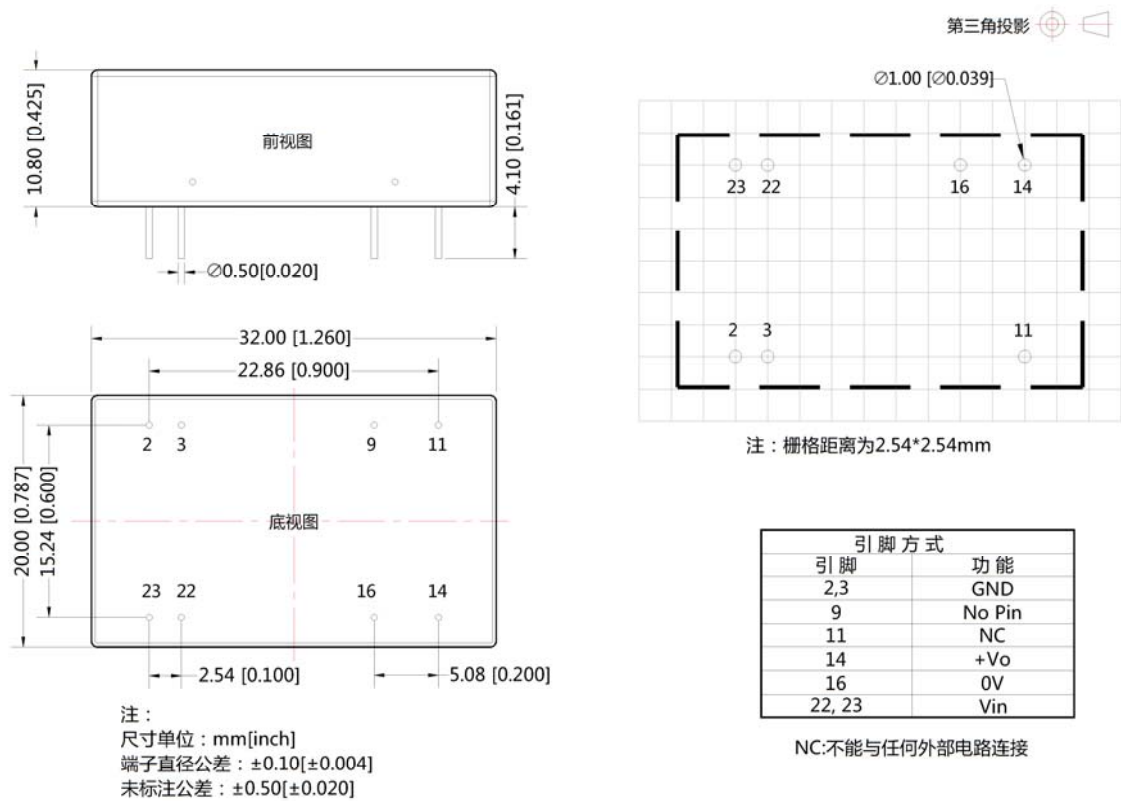 第三角投影
10.80 [0.425]
前视图
4.10 [0.161]
∅0.50[0.020]
∅1.00 [∅0.039]
23 22 16 14
2 3 11
注：栅格距离为2.54*2.54mm
32.00 [1.260]
22.86 [0.900]
20.00 [0.787]
15.24 [0.600]
2 3 9 11
底视图
23 22 16 14
2.54 [0.100]
5.08 [0.200]
注：
尺寸单位：mm[inch]
端子直径公差：±0.10[±0.004]
未标注公差：±0.50[±0.020]
引脚方式
引脚 功能
2,3 GND
9 No Pin
11 NC
14 +Vo
16 0V
22, 23 Vin
NC:不能与任何外部电路连接